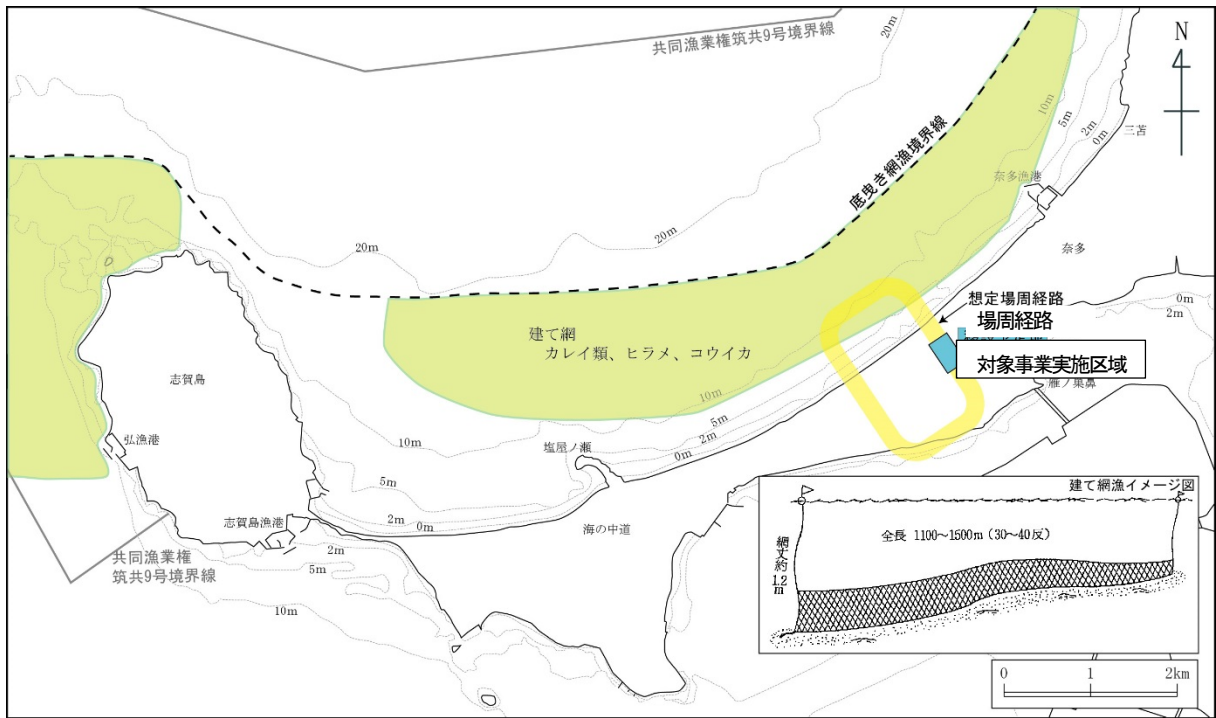 共同漁業権筑共9号境界線
20m
N
10m
5m
2m
0m
三苫
底曳き網漁境界線
奈多漁港
20m
20m
奈多
0m
2m
想定場周経路
場周経路
対象事業実施区域
雁ノ巣鼻
建て網
カレイ類、ヒラメ、コウイカ
志賀島
10m
5m
2m
0m
10m
塩屋ノ瀬
弘漁港
5m
2m
0m
志賀島漁港
海の中道
共同漁業権
筑共9号境界線
2m
5m
10m
建て網漁イメージ図
全長 1100~1500m(30~40反)
網丈約
1.2
m
0 1 2km